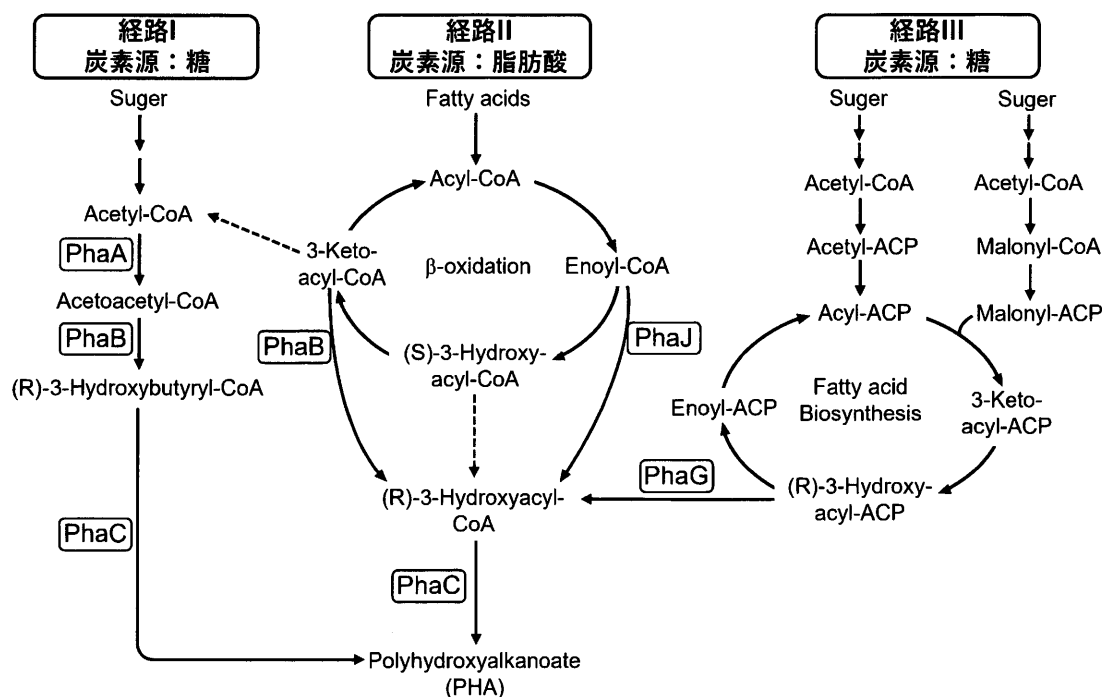 経路I
炭素源：糖
Suger
Acetyl-CoA
PhaA
Acetoacetyl-CoA
PhaB
(R)-3-Hydroxybutyryl-CoA
PhaC
経路II
炭素源：脂肪酸
Fatty acids
Acyl-CoA
3-Keto-
acyl-CoA
β-oxidation
Enoyl-CoA
PhaB
(S)-3-Hydroxy-
acyl-CoA
PhaJ
(R)-3-Hydroxyacyl-
CoA
PhaC
Polyhydroxyalkanoate
(PHA)
経路III
炭素源：糖
Suger
Suger
Acetyl-CoA
Acetyl-CoA
Acetyl-ACP
Malonyl-CoA
Acyl-ACP
Malonyl-ACP
Enoyl-ACP
Fatty acid
Biosynthesis
3-Keto-
acyl-ACP
PhaG
(R)-3-Hydroxy-
acyl-ACP